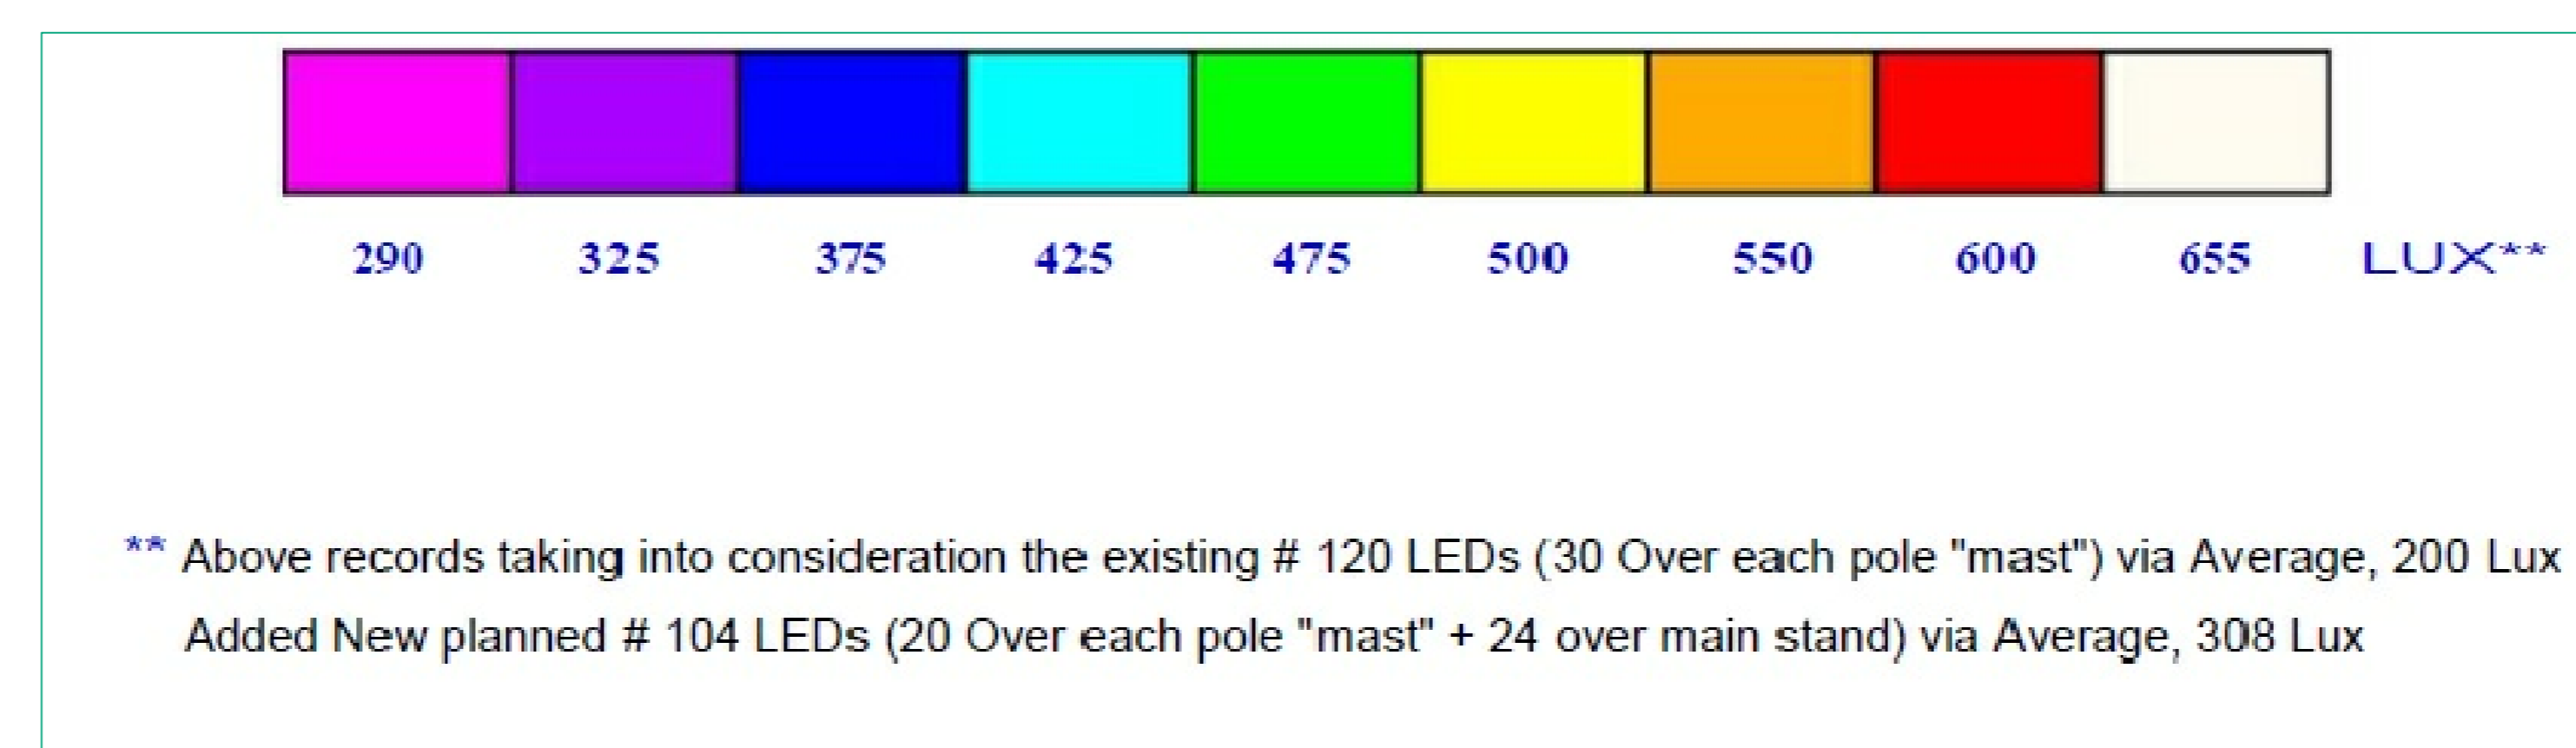 290 325 375 425 475 500 550 600 655 LUX**
** Above records taking into consideration the existing # 120 LEDs (30 Over each pole "mast") via Average, 200 Lux
Added New planned # 104 LEDs (20 Over each pole "mast" + 24 over main stand) via Average, 308 Lux